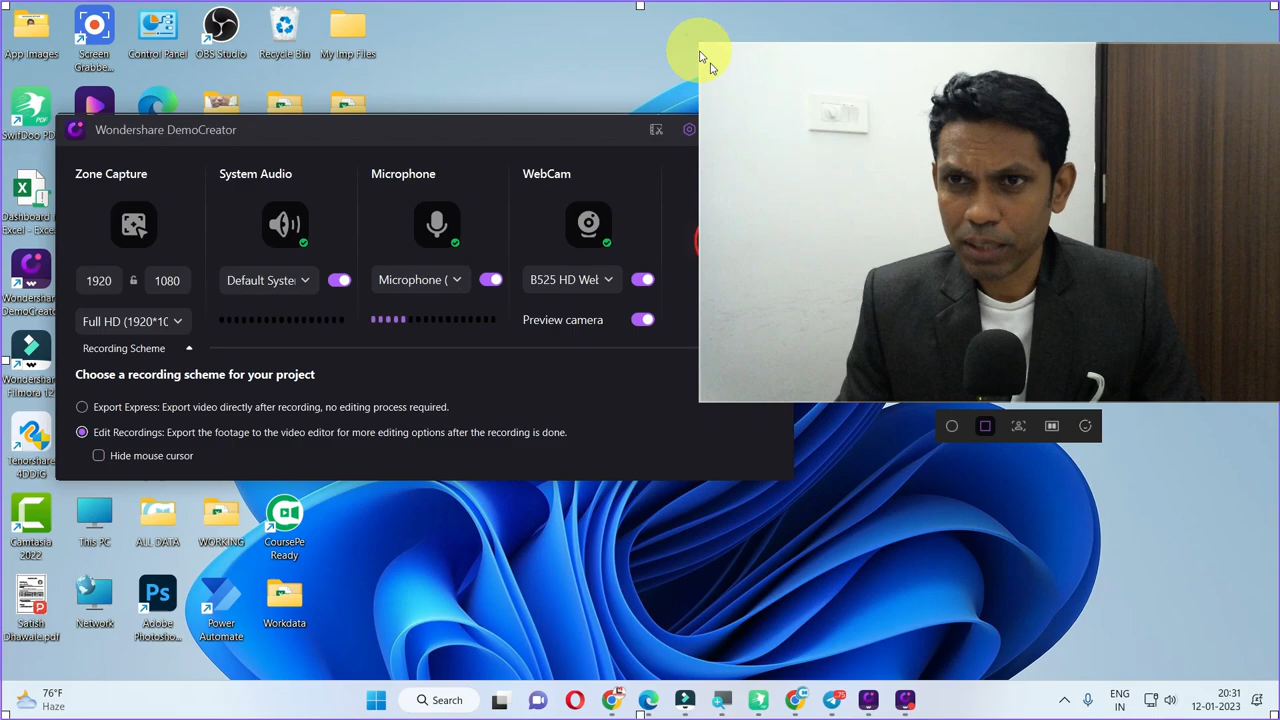 App Images
Screen Grabbe...
Control Panel
OBS Studio
Recycle Bin
My Imp Files
SwifDoo PD
Wondershare DemoCreator
Zone Capture
System Audio
Microphone
WebCam
Dashboard
Excel - Excel
1920
1080
Default Syste
Microphone (
B525 HD Wel
Wondershare
DemoCreator
Full HD (1920*1(
Preview camera
Recording Scheme
Choose a recording scheme for your project
Wondershare
Filmora 12
Export Express: Export video directly after recording, no editing process required.
Edit Recordings: Export the footage to the video editor for more editing options after the recording is done.
Hide mouse cursor
Tenorshare
4DDiG
Camtasia
2022
This PC
ALL DATA
WORKING
CoursePe
Ready
Satish
Dhawale.pdf
Network
Adobe
Photosho...
Power
Automate
Workdata
76°F
Haze
Search
75
ENG
IN
20:31
12-01-2023